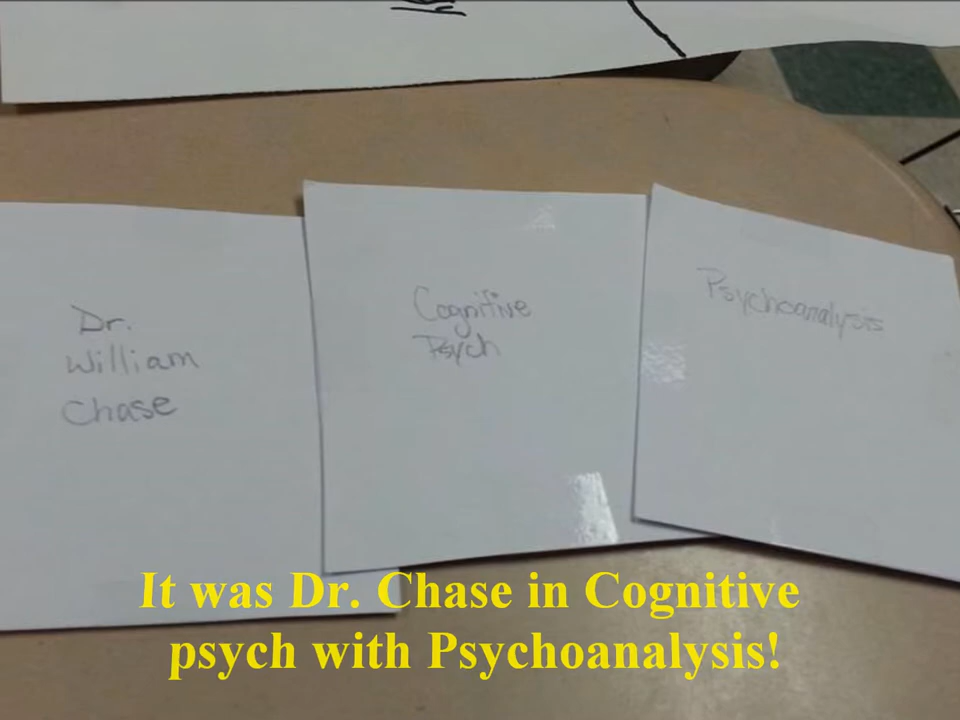 Dr.
William
Chase
Cognitive
Psych
Psychoanalysis
It was Dr. Chase in Cognitive
psych with Psychoanalysis!